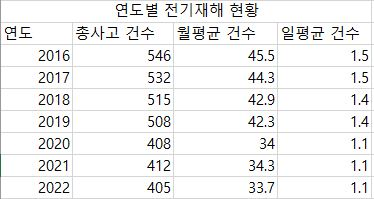 연도별 전기재해 현황
연도 총사고 건수 월평균 건수 일평균 건수
2016 546 45.5 1.5
2017 532 44.3 1.5
2018 515 42.9 1.4
2019 508 42.3 1.4
2020 408 34 1.1
2021 412 34.3 1.1
2022 405 33.7 1.1